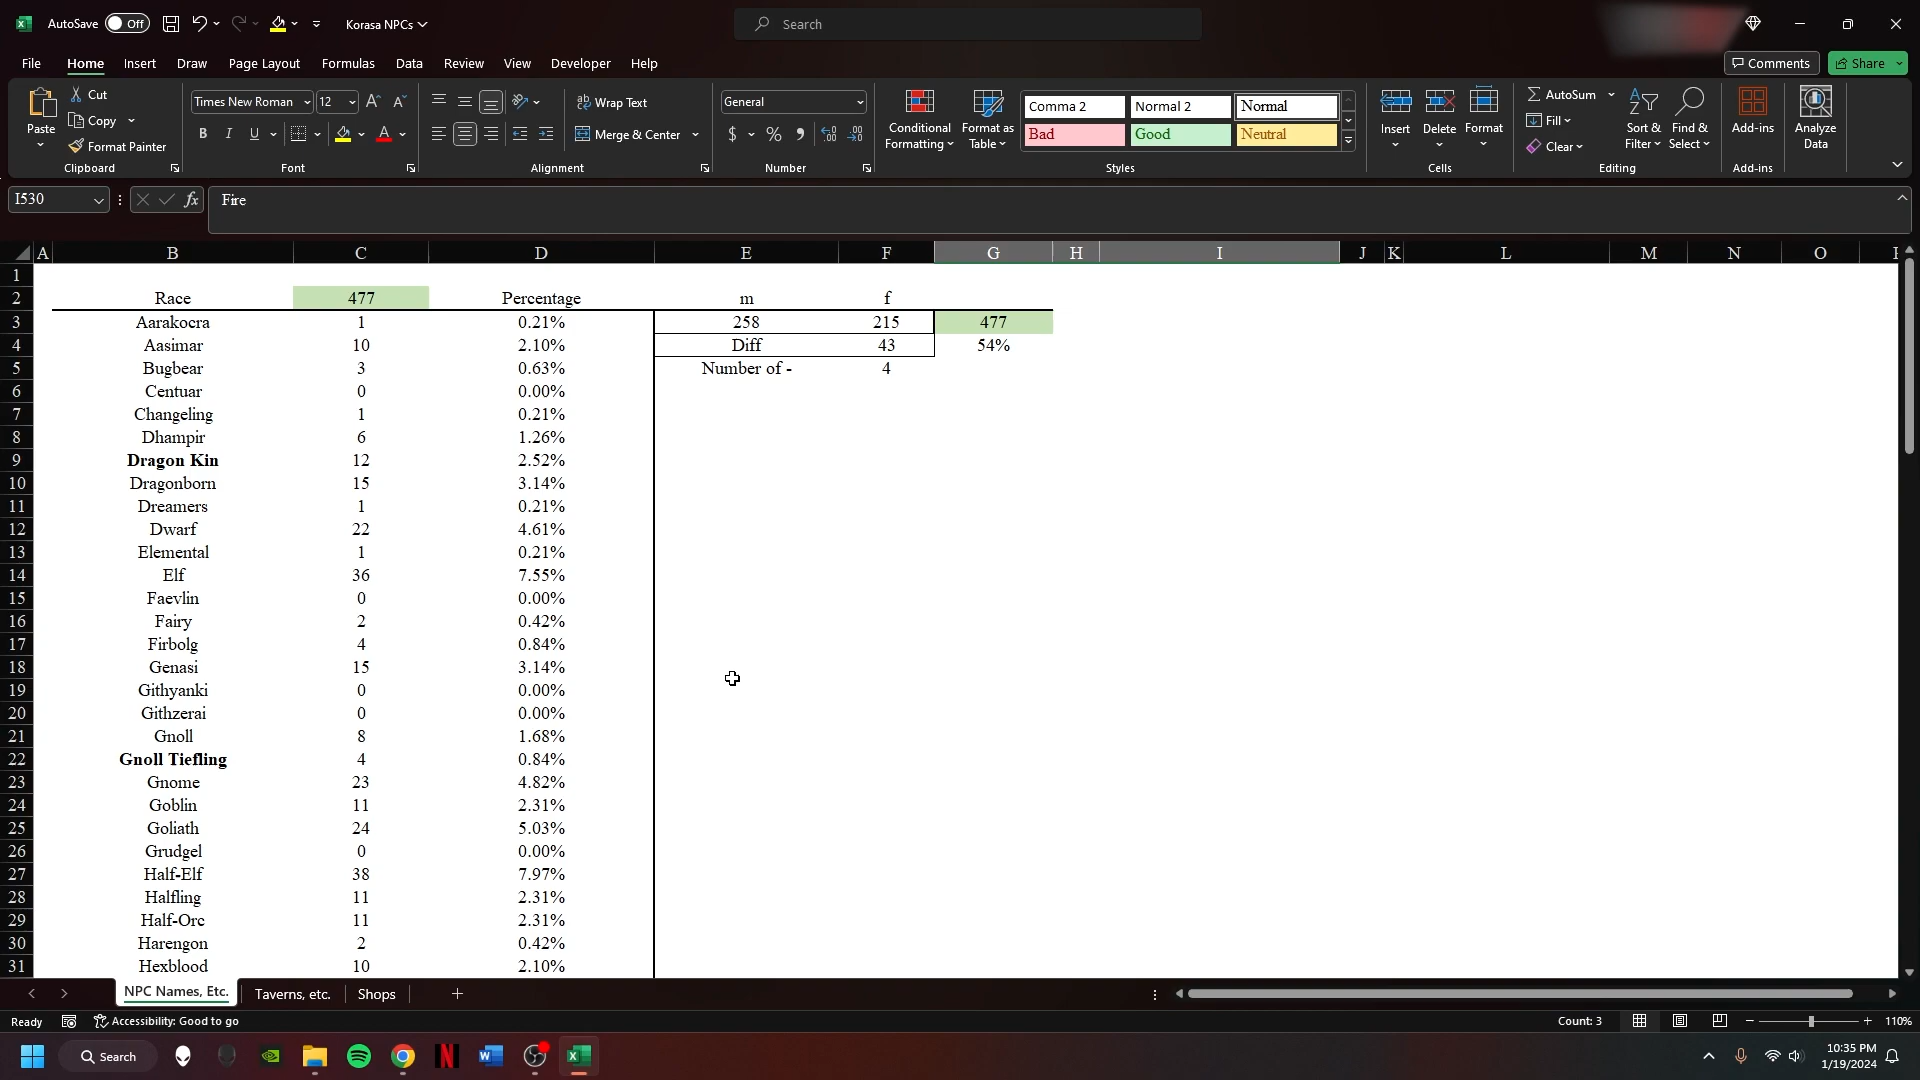 AutoSave Off Korasa NPCs Search
File Home Insert Draw Page Layout Formulas Data Review View Developer Help Comments Share
Paste Cut Copy Format Painter Clipboard
Times New Roman 12 A A B I U A Font
Wrap Text Merge & Center Alignment
General $ % Number
Conditional Formatting Format as Table
Comma 2 Normal 2 Normal
Bad Good Neutral
Styles
Insert Delete Format Cells
AutoSum Fill Clear Sort & Filter Find & Select Editing
Add-ins Add-ins
Analyze Data
I530 fx Fire
A B C D E F G H I J K L M N O
1
2 Race 477 Percentage m f
3 Aarakocra 1 0.21% 258 215 477
4 Aasimar 10 2.10% Diff 43 54%
5 Bugbear 3 0.63% Number of - 4
6 Centuar 0 0.00%
7 Changeling 1 0.21%
8 Dhampir 6 1.26%
9 Dragon Kin 12 2.52%
10 Dragonborn 15 3.14%
11 Dreamers 1 0.21%
12 Dwarf 22 4.61%
13 Elemental 1 0.21%
14 Elf 36 7.55%
15 Faevlin 0 0.00%
16 Fairy 2 0.42%
17 Firbolg 4 0.84%
18 Genasi 15 3.14%
19 Githyanki 0 0.00%
20 Githzerai 0 0.00%
21 Gnoll 8 1.68%
22 Gnoll Tiefling 4 0.84%
23 Gnome 23 4.82%
24 Goblin 11 2.31%
25 Goliath 24 5.03%
26 Grudgel 0 0.00%
27 Half-Elf 38 7.97%
28 Halfling 11 2.31%
29 Half-Orc 11 2.31%
30 Harengon 2 0.42%
31 Hexblood 10 2.10%
NPC Names, Etc. Taverns, etc. Shops +
Ready Accessibility: Good to go Count: 3 110%
Search 10:35 PM
1/19/2024